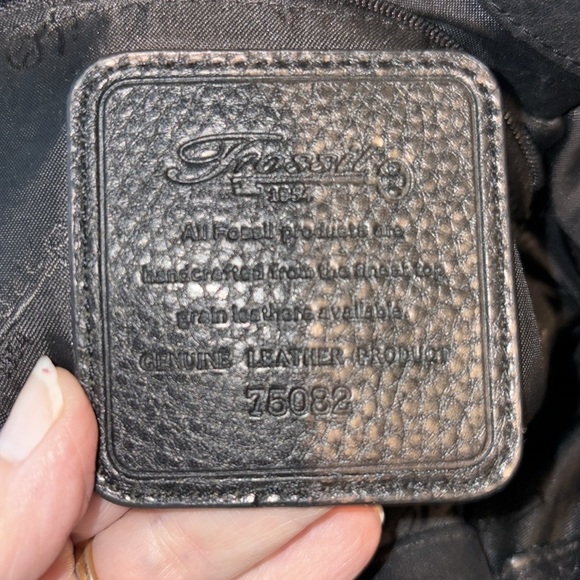 Fossil
1954
All Fossil products are
handcrafted from the finest top
grain leathers available.
GENUINE LEATHER PRODUCT
75082